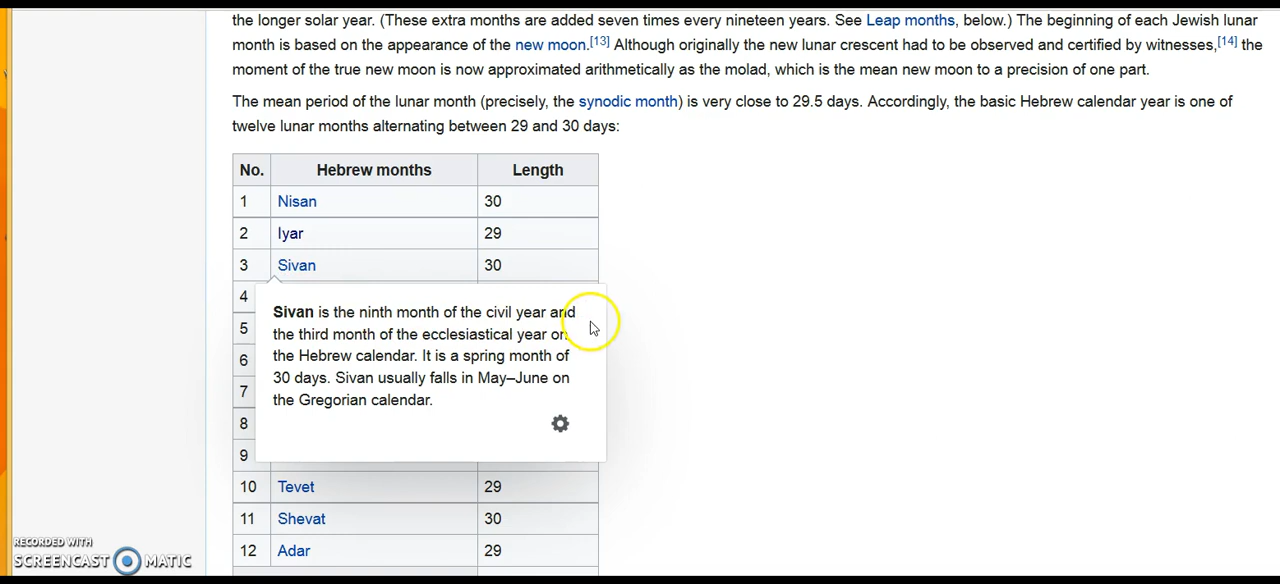 the longer solar year. (These extra months are added seven times every nineteen years. See Leap months, below.) The beginning of each Jewish lunar
month is based on the appearance of the new moon.[13] Although originally the new lunar crescent had to be observed and certified by witnesses,[14] the
moment of the true new moon is now approximated arithmetically as the molad, which is the mean new moon to a precision of one part.
The mean period of the lunar month (precisely, the synodic month) is very close to 29.5 days. Accordingly, the basic Hebrew calendar year is one of
twelve lunar months alternating between 29 and 30 days:
No. Hebrew months Length
1 Nisan 30
2 Iyar 29
3 Sivan 30
4
5
6
7
8
9
Sivan is the ninth month of the civil year and
the third month of the ecclesiastical year on
the Hebrew calendar. It is a spring month of
30 days. Sivan usually falls in May–June on
the Gregorian calendar.
10 Tevet 29
11 Shevat 30
12 Adar 29
RECORDED WITH
SCREENCAST MATIC